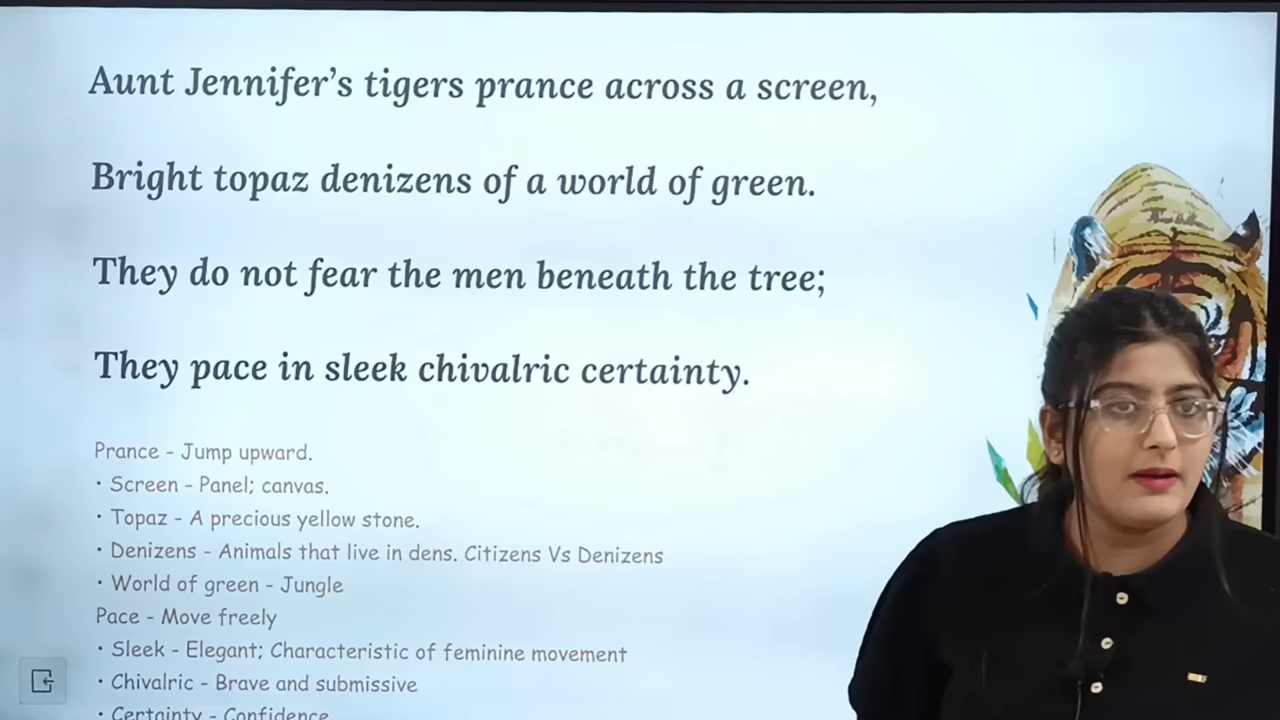 Aunt Jennifer's tigers prance across a screen,
Bright topaz denizens of a world of green.
They do not fear the men beneath the tree;
They pace in sleek chivalric certainty.
Prance - Jump upward.
• Screen - Panel; canvas.
• Topaz - A precious yellow stone.
• Denizens - Animals that live in dens. Citizens Vs Denizens
• World of green - Jungle
Pace - Move freely
• Sleek - Elegant; Characteristic of feminine movement
• Chivalric - Brave and submissive
• Certainty - Confidence